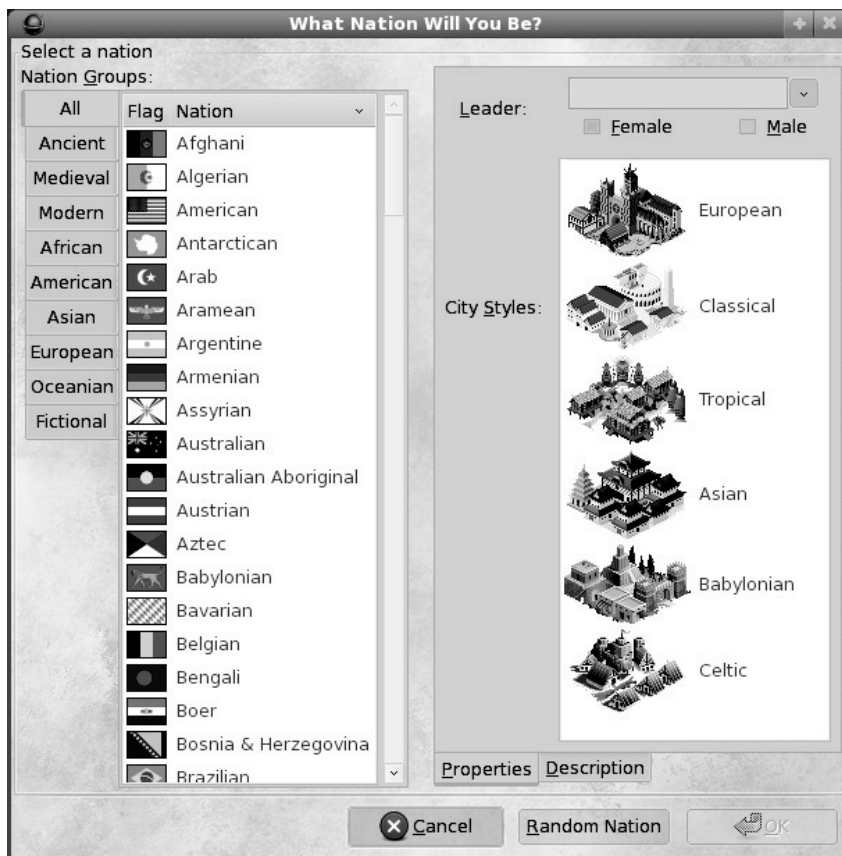 What Nation Will You Be?
Select a nation
Nation Groups:
All
Ancient
Medieval
Modern
African
American
Asian
European
Oceanian
Fictional
Flag Nation
Afghani
Algerian
American
Antarctican
Arab
Aramean
Argentine
Armenian
Assyrian
Australian
Australian Aboriginal
Austrian
Aztec
Babylonian
Bavarian
Belgian
Bengali
Boer
Bosnia & Herzegovina
Brazilian
Leader:
Female Male
City Styles:
European
Classical
Tropical
Asian
Babylonian
Celtic
Properties Description
Cancel Random Nation OK